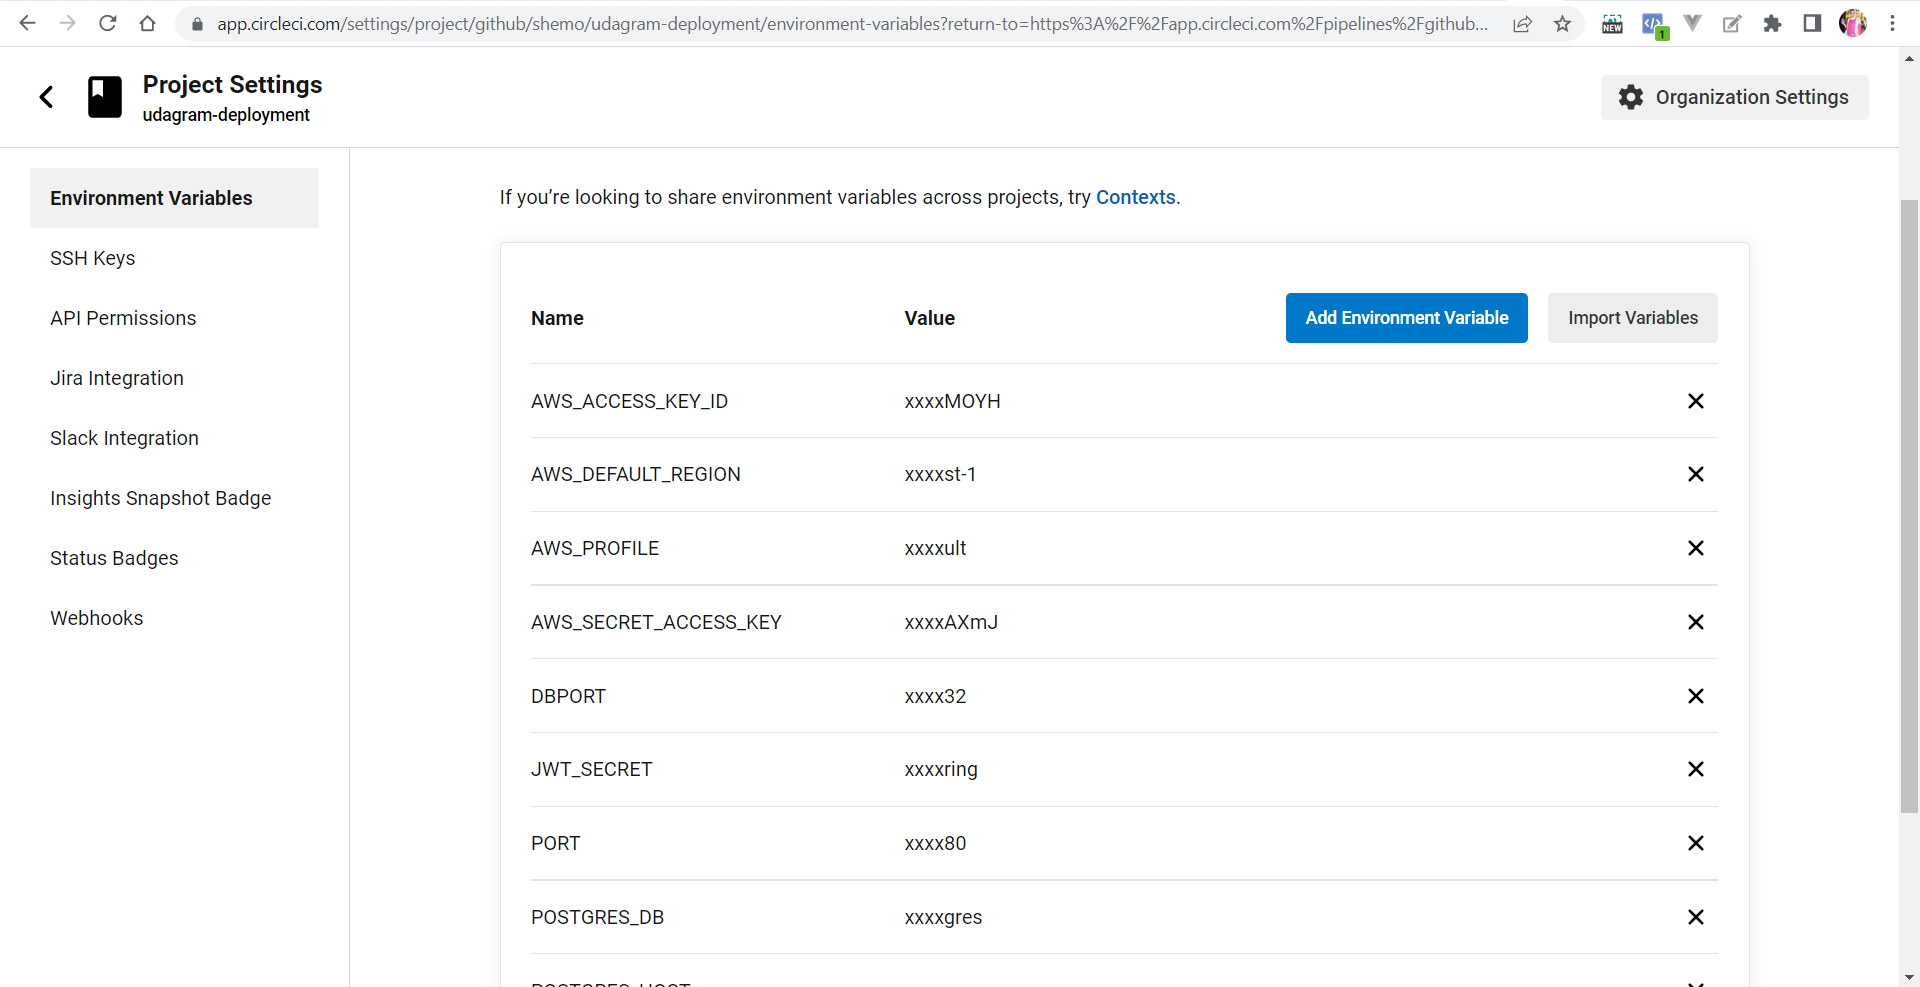 app.circleci.com/settings/project/github/shemo/udagram-deployment/environment-variables?return-to=https%3A%2F%2Fapp.circleci.com%2Fpipelines%2Fgithub...
NEW
1
Project Settings
udagram-deployment
Organization Settings
Environment Variables
SSH Keys
API Permissions
Jira Integration
Slack Integration
Insights Snapshot Badge
Status Badges
Webhooks
If you’re looking to share environment variables across projects, try Contexts.
Name Value Add Environment Variable Import Variables
AWS_ACCESS_KEY_ID xxxxMOYH
AWS_DEFAULT_REGION xxxxst-1
AWS_PROFILE xxxxult
AWS_SECRET_ACCESS_KEY xxxxAXmJ
DBPORT xxxx32
JWT_SECRET xxxxring
PORT xxxx80
POSTGRES_DB xxxxgres
POSTGRES_HOST